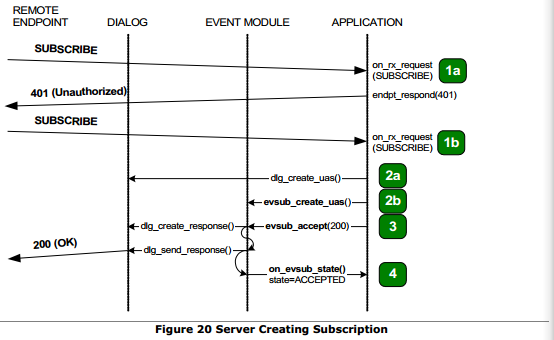 REMOTE
ENDPOINT
DIALOG
EVENT MODULE
APPLICATION
SUBSCRIBE
on_rx_request
(SUBSCRIBE)
1a
401 (Unauthorized)
endpt_respond(401)
SUBSCRIBE
on_rx_request
(SUBSCRIBE)
1b
dlg_create_uas()
2a
evsub_create_uas()
2b
dlg_create_response()
evsub_accept(200)
3
200 (OK)
dlg_send_response()
on_evsub_state()
state=ACCEPTED
4
Figure 20 Server Creating Subscription